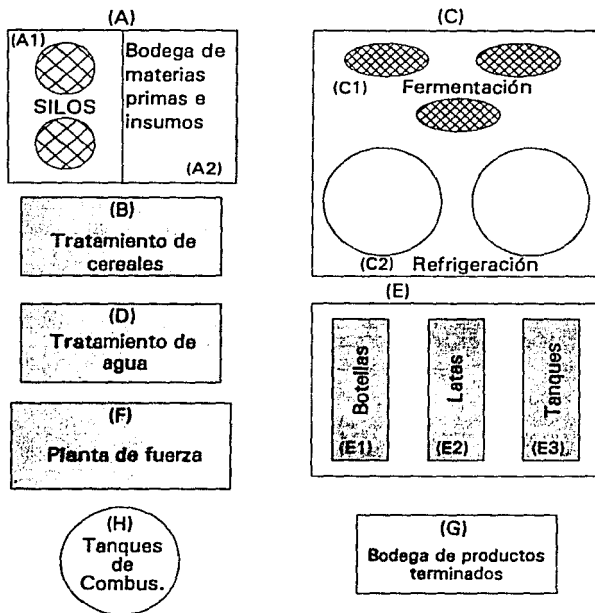 (A)
(A1)
SILOS
Bodega de
materias
primas e
insumos
(A2)
(B)
Tratamiento de
cereales
(D)
Tratamiento de
agua
(F)
Planta de fuerza
(H)
Tanques
de
Combus.
(C)
(C1) Fermentación
(C2) Refrigeración
(E)
Botellas
(E1)
Latas
(E2)
Tanques
(E3)
(G)
Bodega de productos
terminados